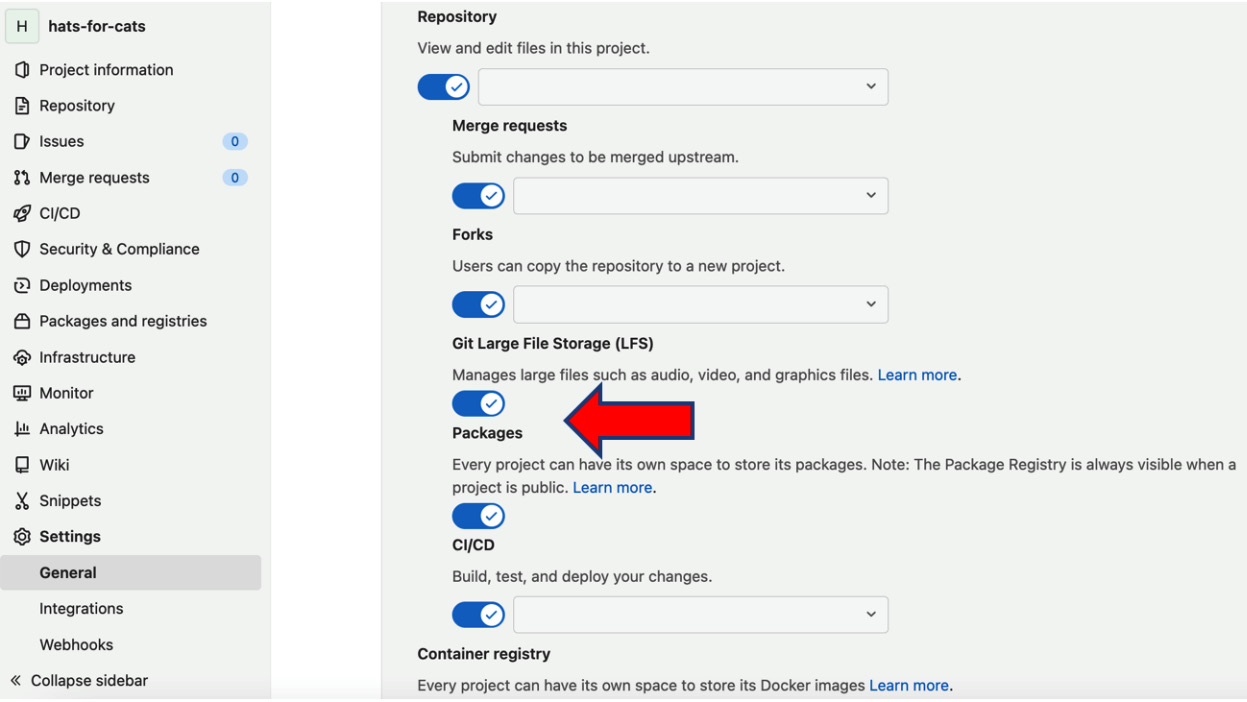 H hats-for-cats
Project information
Repository
Issues 0
Merge requests 0
CI/CD
Security & Compliance
Deployments
Packages and registries
Infrastructure
Monitor
Analytics
Wiki
Snippets
Settings
General
Integrations
Webhooks
« Collapse sidebar
Repository
View and edit files in this project.
Merge requests
Submit changes to be merged upstream.
Forks
Users can copy the repository to a new project.
Git Large File Storage (LFS)
Manages large files such as audio, video, and graphics files. Learn more.
Packages
Every project can have its own space to store its packages. Note: The Package Registry is always visible when a
project is public. Learn more.
CI/CD
Build, test, and deploy your changes.
Container registry
Every project can have its own space to store its Docker images Learn more.